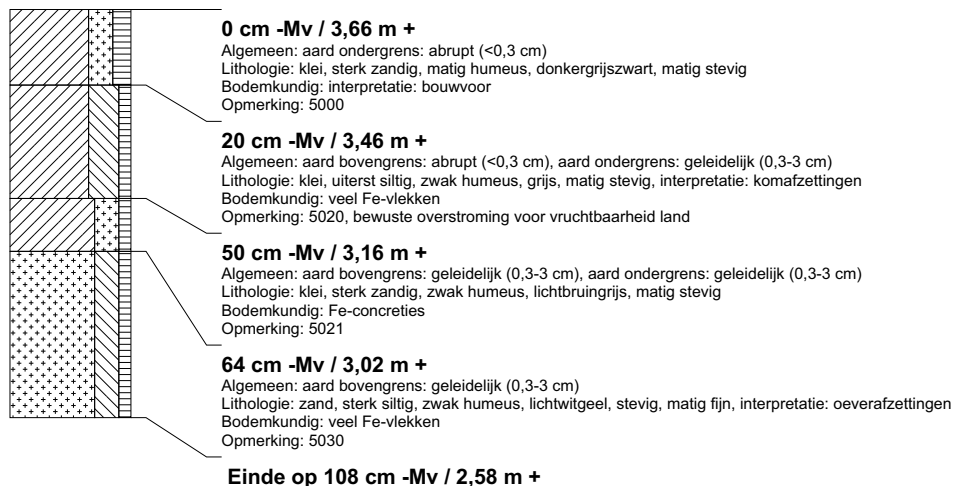 0 cm -Mv / 3,66 m +
Algemeen: aard ondergrens: abrupt (<0,3 cm)
Lithologie: klei, sterk zandig, matig humeus, donkergrijszwart, matig stevig
Bodemkundig: interpretatie: bouwvoor
Opmerking: 5000
20 cm -Mv / 3,46 m +
Algemeen: aard bovengrens: abrupt (<0,3 cm), aard ondergrens: geleidelijk (0,3-3 cm)
Lithologie: klei, uiterst siltig, zwak humeus, grijs, matig stevig, interpretatie: komafzettingen
Bodemkundig: veel Fe-vlekken
Opmerking: 5020, bewuste overstroming voor vruchtbaarheid land
50 cm -Mv / 3,16 m +
Algemeen: aard bovengrens: geleidelijk (0,3-3 cm), aard ondergrens: geleidelijk (0,3-3 cm)
Lithologie: klei, sterk zandig, zwak humeus, lichtbruingrijs, matig stevig
Bodemkundig: Fe-concreties
Opmerking: 5021
64 cm -Mv / 3,02 m +
Algemeen: aard bovengrens: geleidelijk (0,3-3 cm)
Lithologie: zand, sterk siltig, zwak humeus, lichtwitgeel, stevig, matig fijn, interpretatie: oeverafzettingen
Bodemkundig: veel Fe-vlekken
Opmerking: 5030
Einde op 108 cm -Mv / 2,58 m +